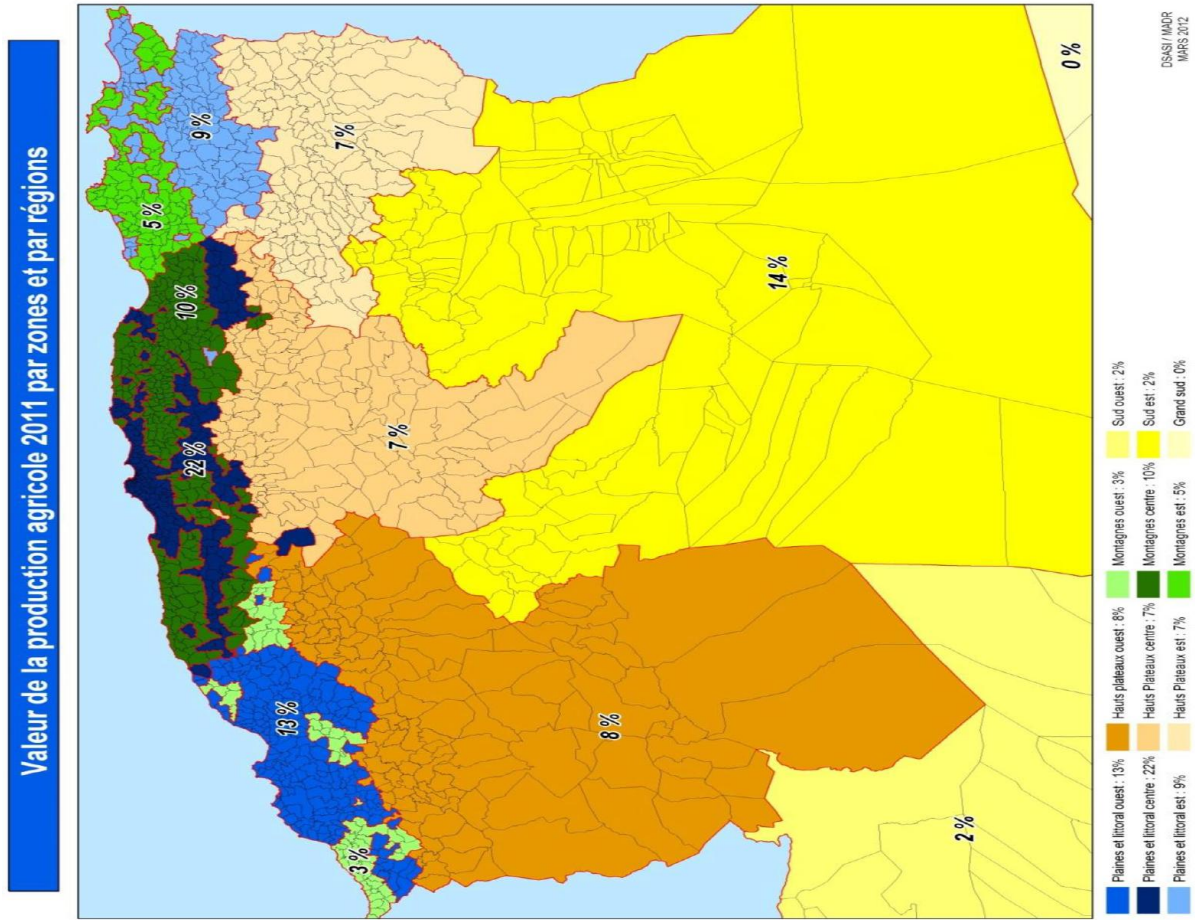 Valeur de la production agricole 2011 par zones et par régions
5 %
9 %
10 %
7 %
22 %
13 %
3 %
7 %
14 %
8 %
2 %
0 %
Plaines et littoral ouest : 13%
Plaines et littoral centre : 22%
Plaines et littoral est : 9%
Hauts plateaux ouest : 8%
Hauts Plateaux centre : 7%
Hauts Plateaux est : 7%
Montagnes ouest : 3%
Montagnes centre : 10%
Montagnes est : 5%
Sud ouest : 2%
Sud est : 2%
Grand sud : 0%
DSASI / MADR
MARS 2012